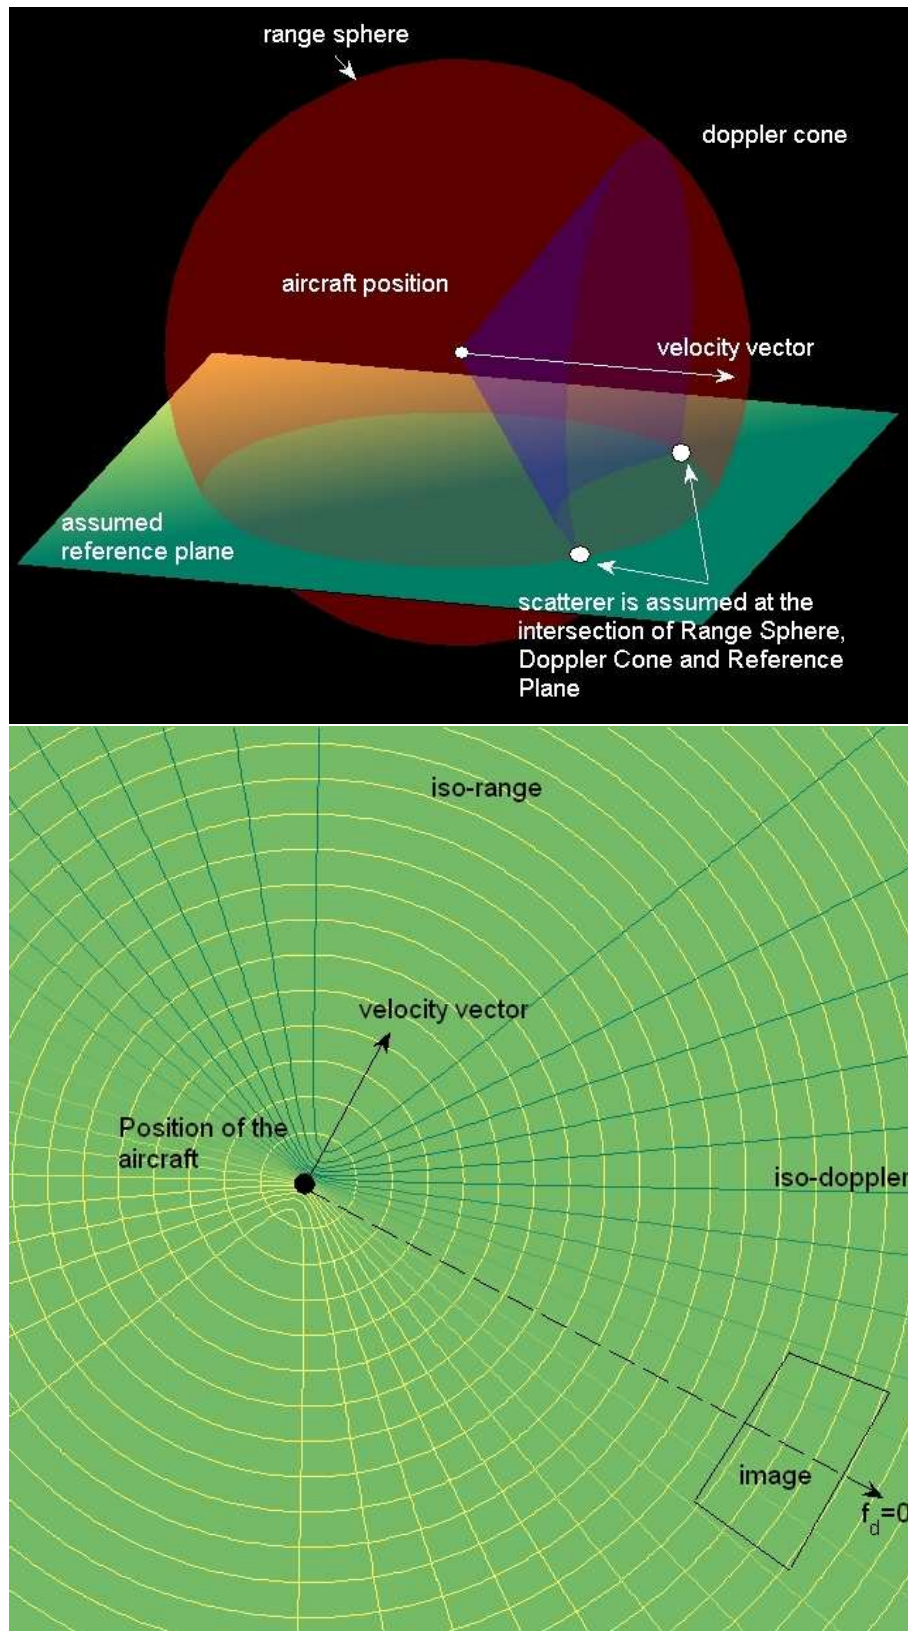 range sphere
doppler cone
aircraft position
velocity vector
assumed
reference plane
scatterer is assumed at the
intersection of Range Sphere,
Doppler Cone and Reference
Plane
iso-range
velocity vector
Position of the
aircraft
iso-doppler
image
f_d=0